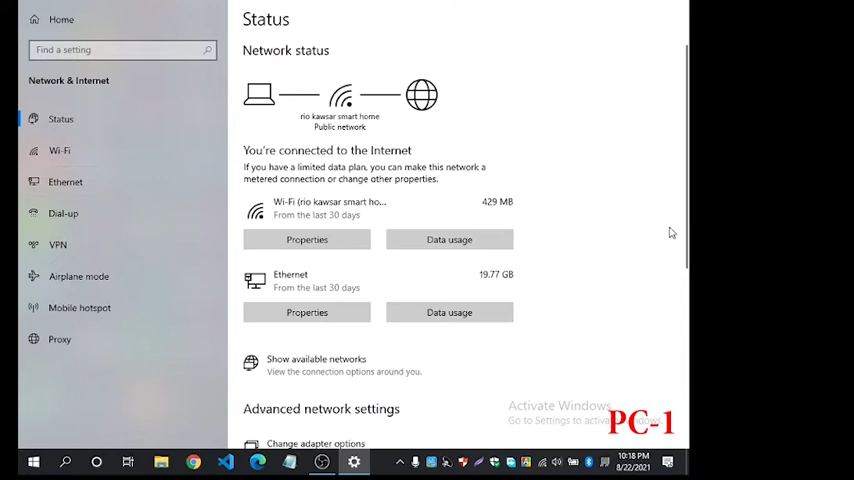 Home
Find a setting
Network & Internet
Status
Wi-Fi
Ethernet
Dial-up
VPN
Airplane mode
Mobile hotspot
Proxy
Status
Network status
rio kawsar smart home
Public network
You're connected to the Internet
If you have a limited data plan, you can make this network a
metered connection or change other properties.
Wi-Fi (rio kawsar smart ho...
429 MB
From the last 30 days
Properties
Data usage
Ethernet
19.77 GB
From the last 30 days
Properties
Data usage
Show available networks
View the connection options around you.
Advanced network settings
Change adapter options
Activate Windows
Go to Settings to activate Windows.
PC-1
10:18 PM
8/22/2021